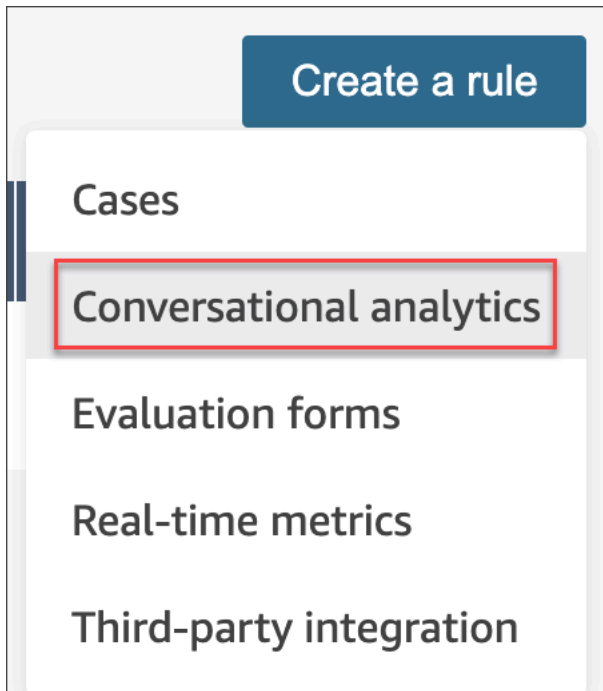 Create a rule
Cases
Conversational analytics
Evaluation forms
Real-time metrics
Third-party integration